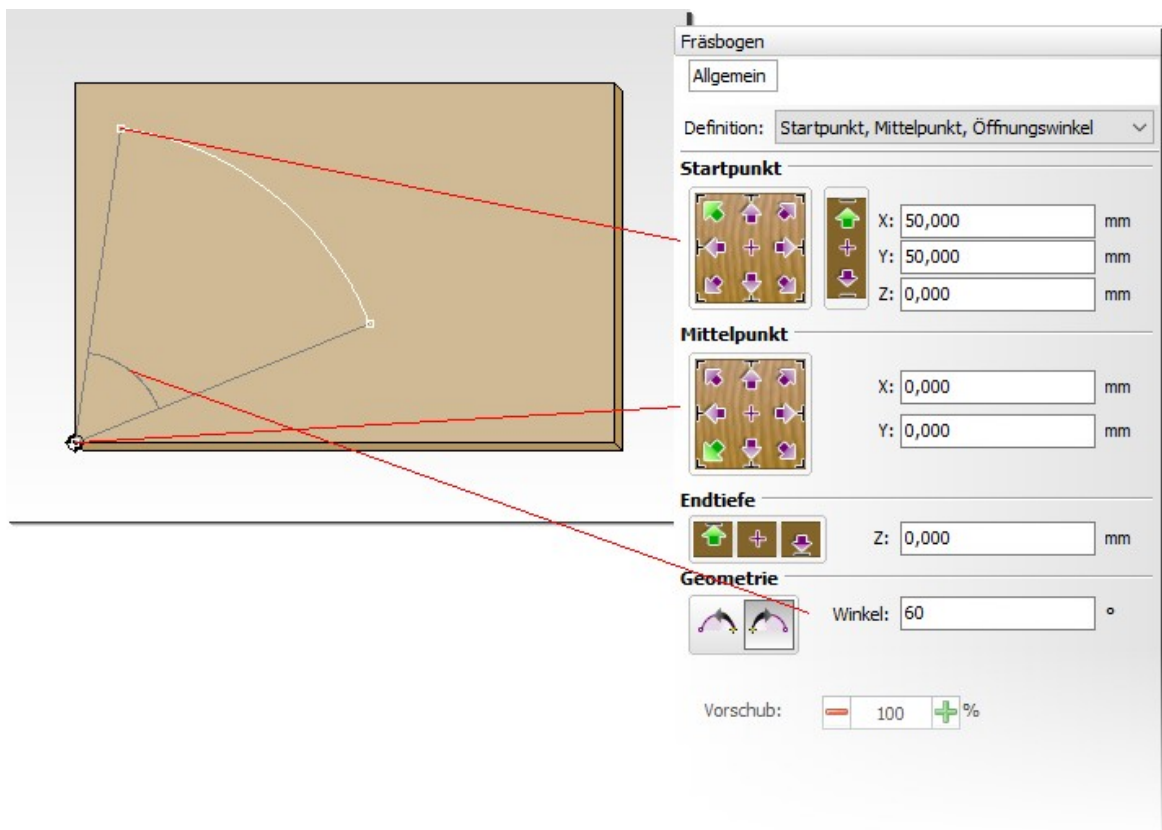 Fräsbogen
Allgemein
Definition: Startpunkt, Mittelpunkt, Öffnungswinkel
Startpunkt
X: 50,000 mm
Y: 50,000 mm
Z: 0,000 mm
Mittelpunkt
X: 0,000 mm
Y: 0,000 mm
Endtiefe
Z: 0,000 mm
Geometrie
Winkel: 60 °
Vorschub: 100 %